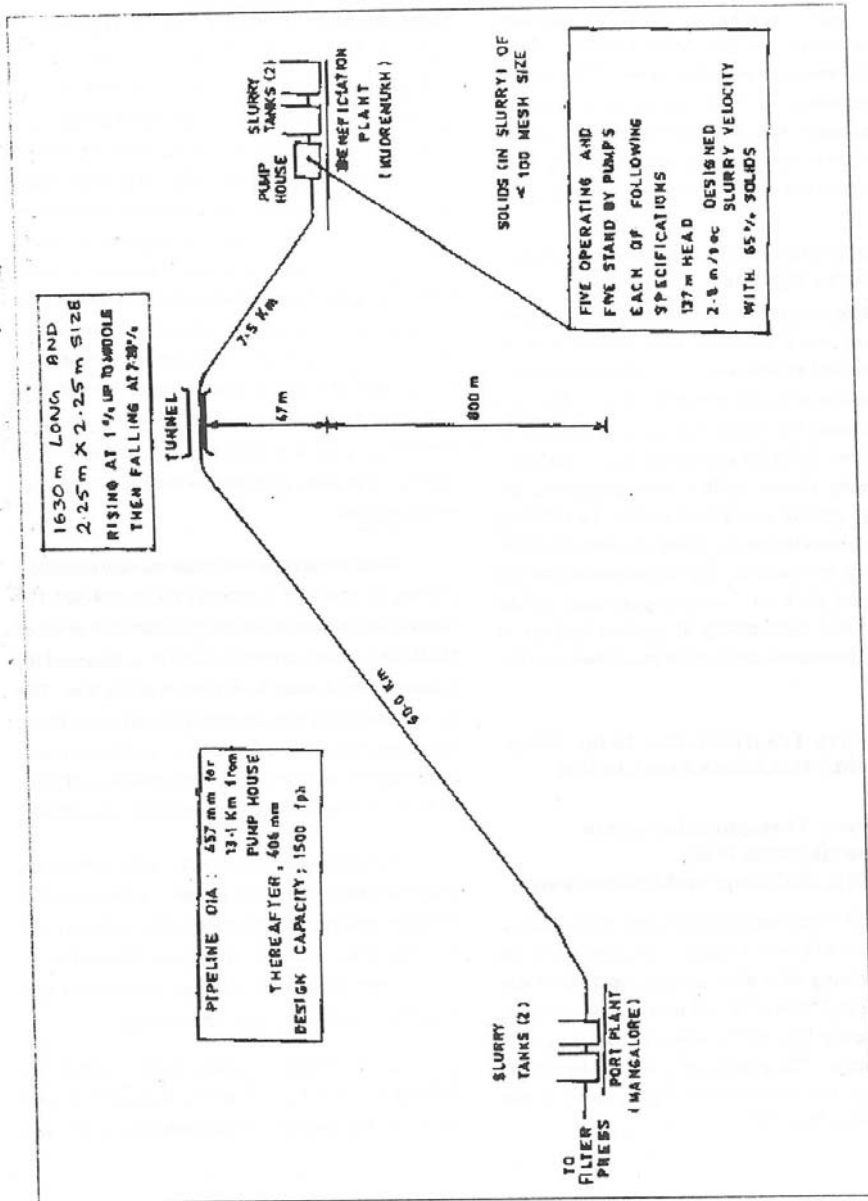 1630 m LONG AND
2.25 m X 2.25 m SIZE
RISING AT 1 % UP TO MIDDLE
THEN FALLING AT
TUNNEL
7.5 Km
PUMP HOUSE
SLURRY TANKS (2)
BENEFICIATION PLANT
(KUDREMUKH)
m
800 m
60.0 Km
SOLIDS (IN SLURRY) OF
< 100 MESH SIZE
FIVE OPERATING AND
FIVE STAND BY PUMPS
EACH OF FOLLOWING
SPECIFICATIONS
137 m HEAD
m/sec DESIGNED
SLURRY VELOCITY
WITH 65 % SOLIDS
PIPELINE DIA : 457 mm for
13.1 Km from
PUMP HOUSE
THEREAFTER, 406 mm
DESIGN CAPACITY; 1500 tph
SLURRY
TANKS (2)
PORT PLANT
(MANGALORE)
TO
FILTER
PRESS